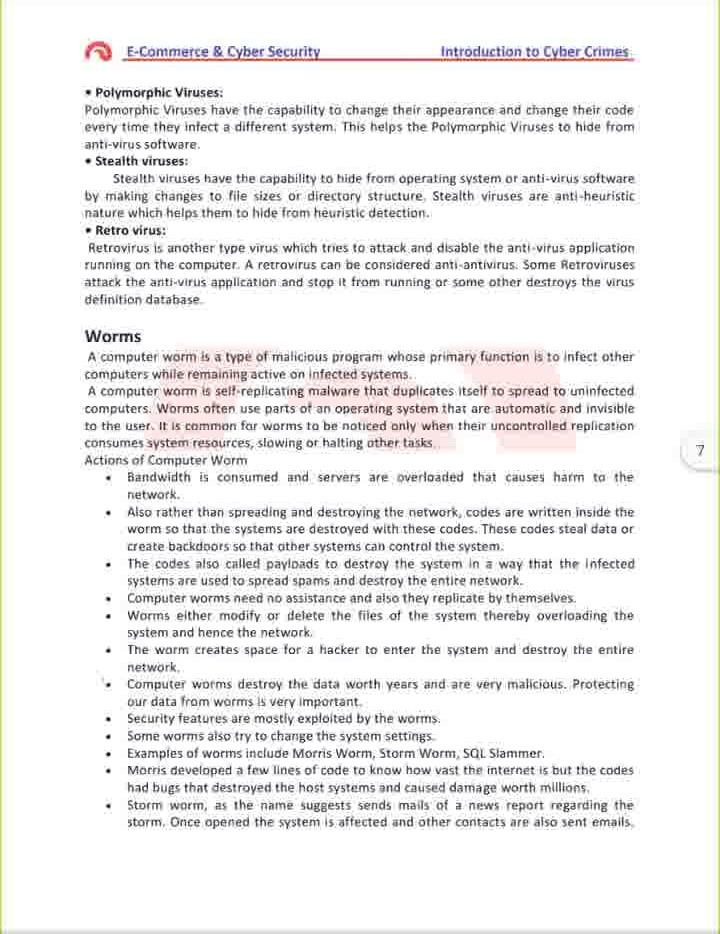 E-Commerce & Cyber Security Introduction to Cyber Crimes
• Polymorphic Viruses:
Polymorphic Viruses have the capability to change their appearance and change their code
every time they infect a different system. This helps the Polymorphic Viruses to hide from
anti-virus software.
• Stealth viruses:
Stealth viruses have the capability to hide from operating system or anti-virus software
by making changes to file sizes or directory structure. Stealth viruses are anti-heuristic
nature which helps them to hide from heuristic detection.
• Retro virus:
Retrovirus is another type virus which tries to attack and disable the anti-virus application
running on the computer. A retrovirus can be considered anti-antivirus. Some Retroviruses
attack the anti-virus application and stop it from running or some other destroys the virus
definition database.
Worms
A computer worm is a type of malicious program whose primary function is to infect other
computers while remaining active on infected systems.
A computer worm is self-replicating malware that duplicates itself to spread to uninfected
computers. Worms often use parts of an operating system that are automatic and invisible
to the user. It is common for worms to be noticed only when their uncontrolled replication
consumes system resources, slowing or halting other tasks.
7
Actions of Computer Worm
• Bandwidth is consumed and servers are overloaded that causes harm to the
network.
• Also rather than spreading and destroying the network, codes are written inside the
worm so that the systems are destroyed with these codes. These codes steal data or
create backdoors so that other systems can control the system.
• The codes also called payloads to destroy the system in a way that the infected
systems are used to spread spams and destroy the entire network.
• Computer worms need no assistance and also they replicate by themselves.
• Worms either modify or delete the files of the system thereby overloading the
system and hence the network.
• The worm creates space for a hacker to enter the system and destroy the entire
network.
• Computer worms destroy the data worth years and are very malicious. Protecting
our data from worms is very important.
• Security features are mostly exploited by the worms.
• Some worms also try to change the system settings.
• Examples of worms include Morris Worm, Storm Worm, SQL Slammer.
• Morris developed a few lines of code to know how vast the internet is but the codes
had bugs that destroyed the host systems and caused damage worth millions.
• Storm worm, as the name suggests sends mails of a news report regarding the
storm. Once opened the system is affected and other contacts are also sent emails.